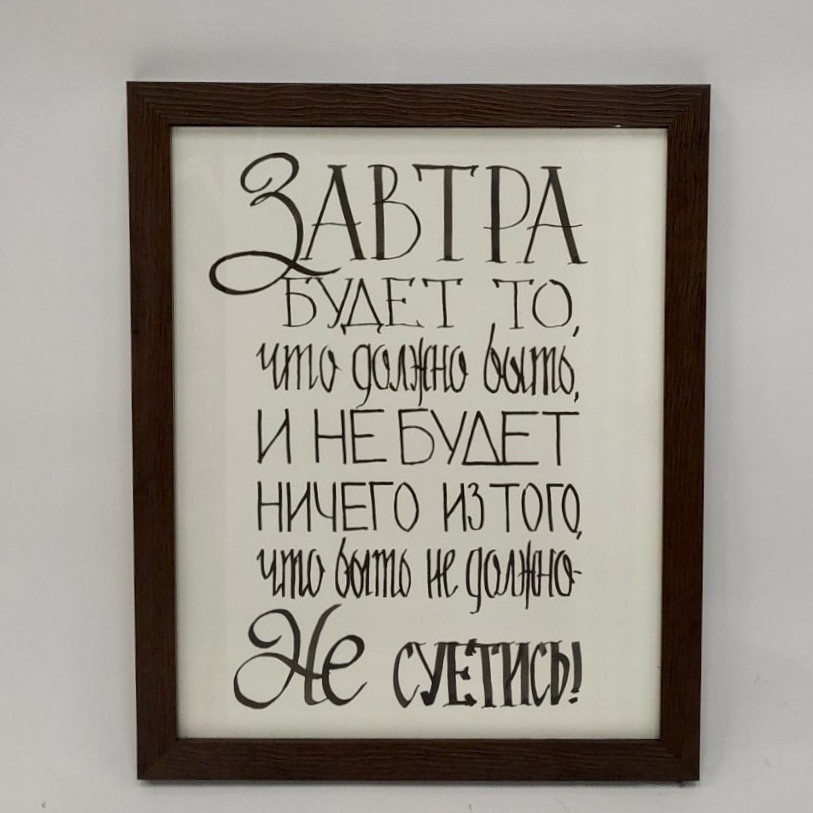 ЗАВТРА
БУДЕТ ТО,
что должно быть,
И НЕ БУДЕТ
НИЧЕГО ИЗ ТОГО,
что быть не должно-
Не СУЕТИСЬ!